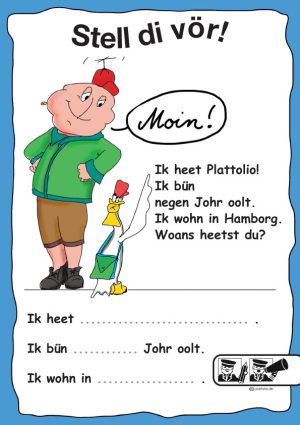 Stell di vör!
Moin!
Ik heet Plattolio!
Ik bün
negen Johr oolt.
Ik wohn in Hamborg.
Woans heetst du?
Ik heet ........................... .
Ik bün ............... Johr oolt.
Ik wohn in ..................... .